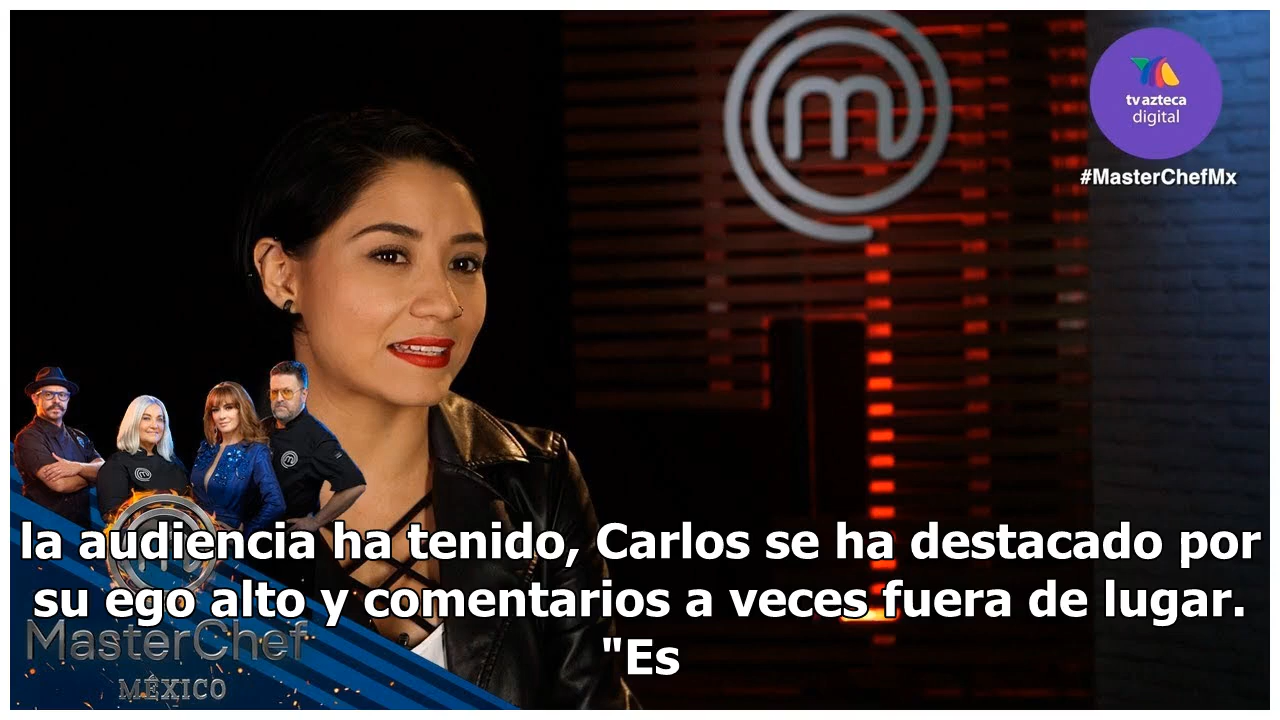 m
tv azteca
digital
#MasterChefMx
la audiencia ha tenido, Carlos se ha destacado por
su ego alto y comentarios a veces fuera de lugar.
"Es
m
MasterChef
MÉXICO